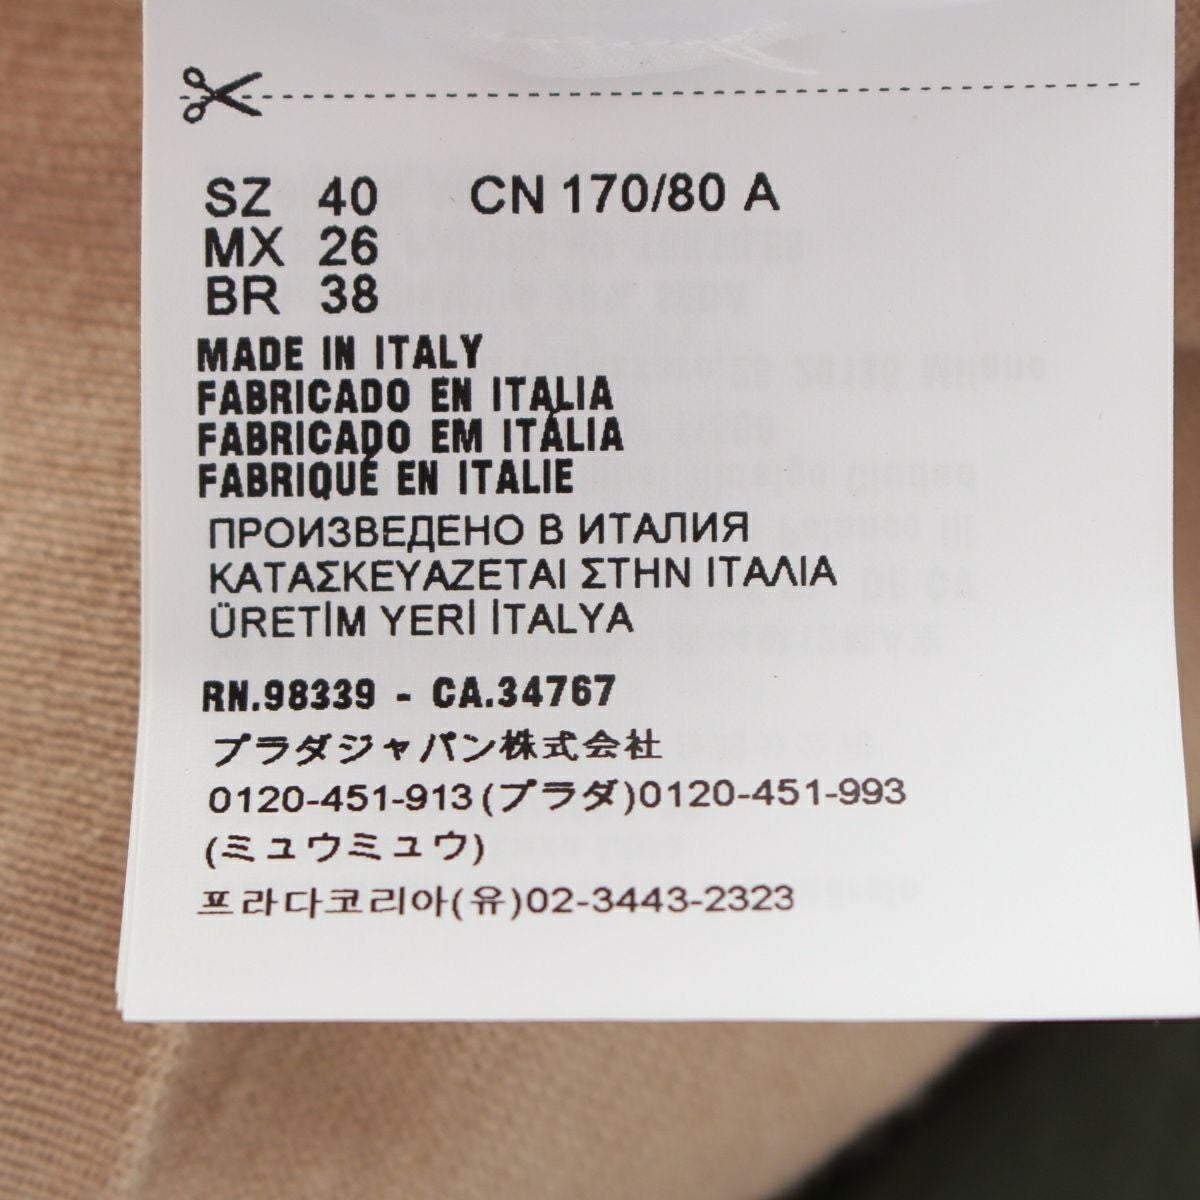 SZ 40 CN 170/80 A
MX 26
BR 38
MADE IN ITALY
FABRICADO EN ITALIA
FABRICADO EM ITÁLIA
FABRIQUÉ EN ITALIE
ПРОИЗВЕДЕНО В ИТАЛИЯ
ΚΑΤΑΣΚΕΥΑΖΕΤΑΙ ΣΤΗΝ ΙΤΑΛΙΑ
ÜRETİM YERİ İTALYA
RN.98339 - CA.34767
プラダジャパン株式会社
0120-451-913(プラダ)0120-451-993
(ミュウミュウ)
프라다코리아(유)02-3443-2323